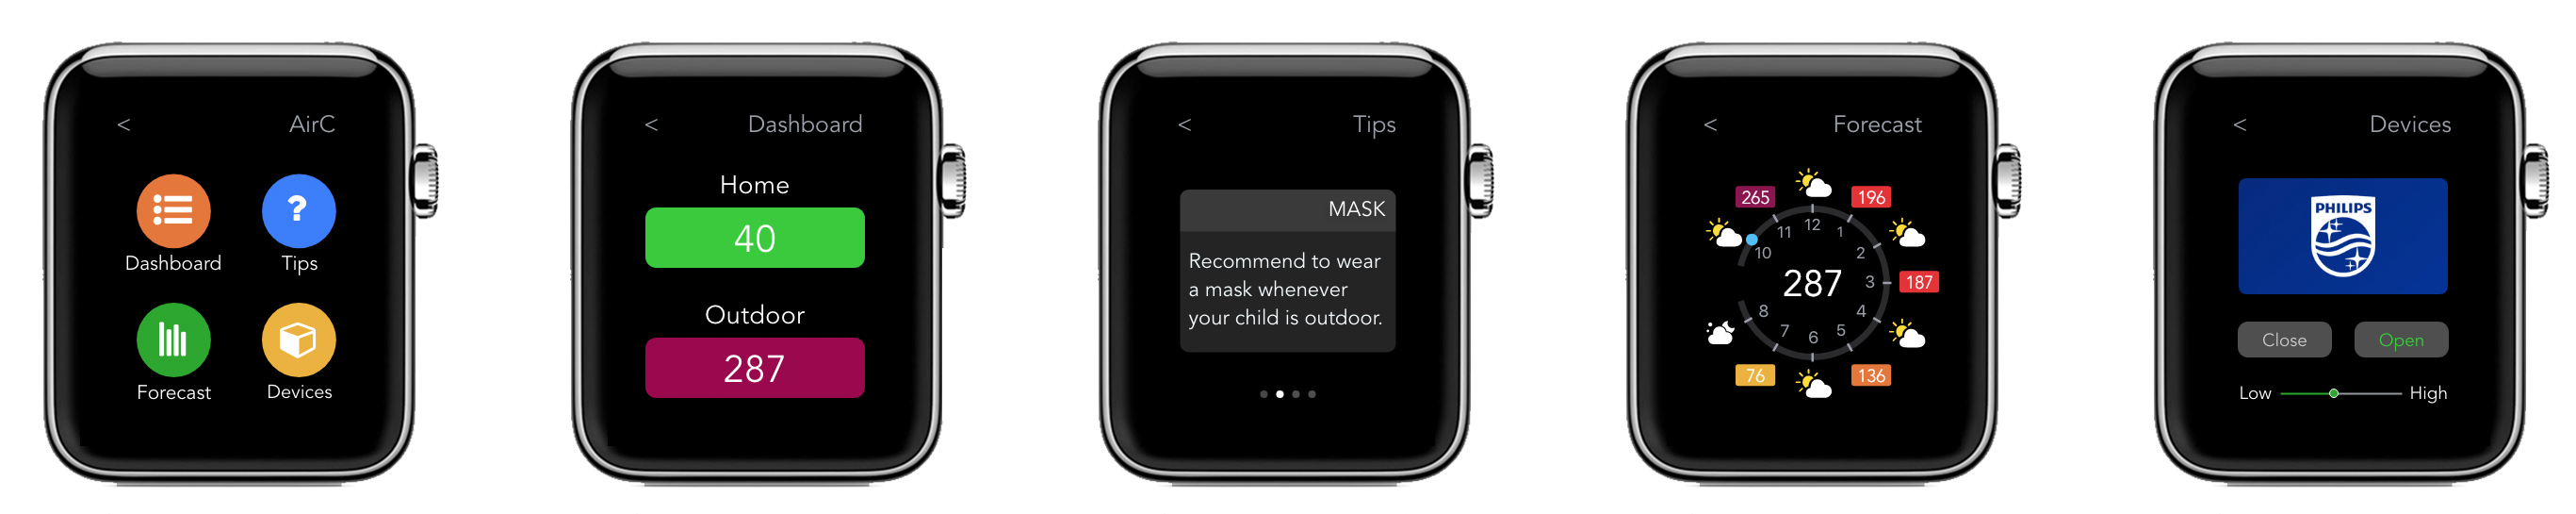 < AirC
?
Dashboard Tips
Forecast Devices
< Dashboard
Home
40
Outdoor
287
< Tips
MASK
Recommend to wear
a mask whenever
your child is outdoor.
< Forecast
265 196
12
11 1
10 2
287 3 187
8 4
7 5
6
76 136
< Devices
PHILIPS
Close Open
Low High